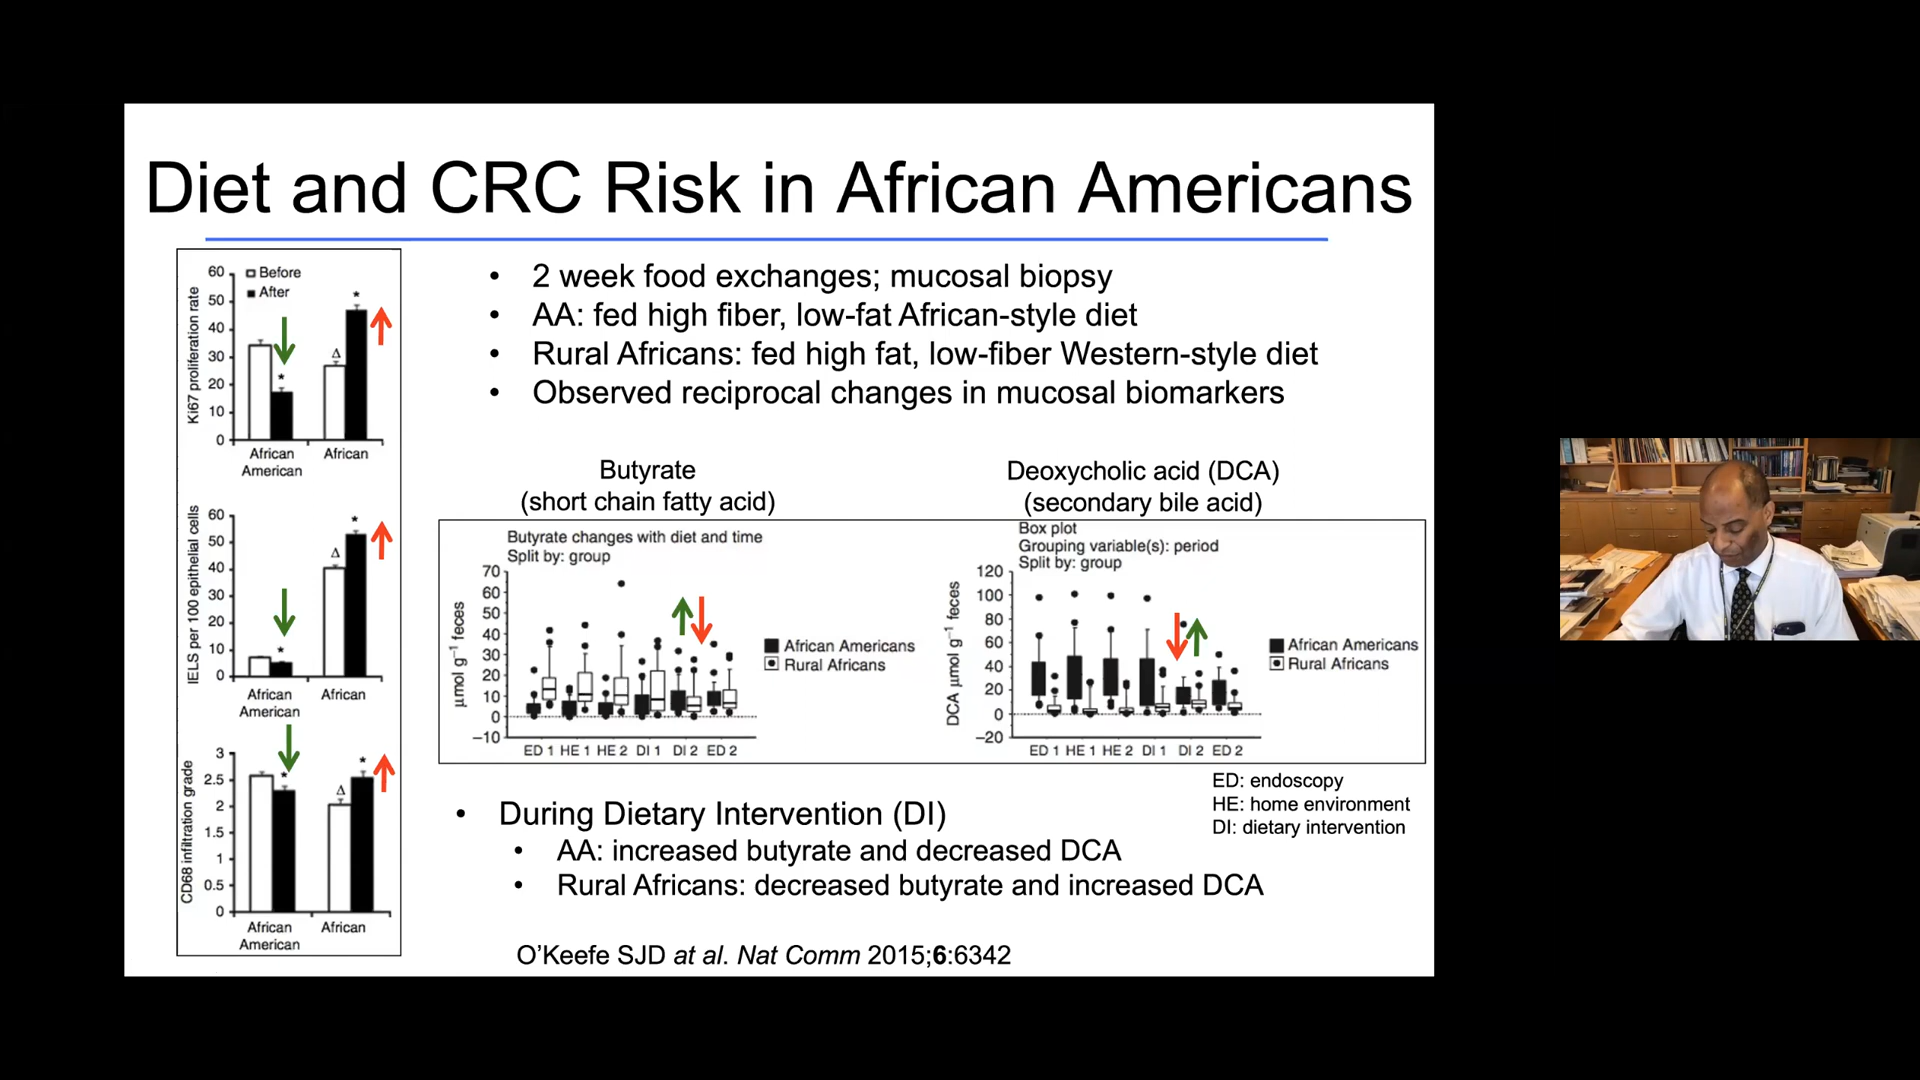 Diet and CRC Risk in African Americans
• 2 week food exchanges; mucosal biopsy
• AA: fed high fiber, low-fat African-style diet
• Rural Africans: fed high fat, low-fiber Western-style diet
• Observed reciprocal changes in mucosal biomarkers
Before
After
Ki67 proliferation rate
60
50
40
30
20
10
0
*
Δ
*
African
American
African
IELS per 100 epithelial cells
60
50
40
30
20
10
0
*
Δ
*
African
American
African
CD68 infiltration grade
3
2.5
2
1.5
1
0.5
0
*
Δ
*
African
American
African
Butyrate
(short chain fatty acid)
Butyrate changes with diet and time
Split by: group
μmol g⁻¹ feces
70
60
50
40
30
20
10
0
–10
ED 1 HE 1 HE 2 DI 1 DI 2 ED 2
African Americans
Rural Africans
Deoxycholic acid (DCA)
(secondary bile acid)
Box plot
Grouping variable(s): period
Split by: group
DCA μmol g⁻¹ feces
120
100
80
60
40
20
0
–20
ED 1 HE 1 HE 2 DI 1 DI 2 ED 2
African Americans
Rural Africans
ED: endoscopy
HE: home environment
DI: dietary intervention
• During Dietary Intervention (DI)
• AA: increased butyrate and decreased DCA
• Rural Africans: decreased butyrate and increased DCA
O’Keefe SJD at al. Nat Comm 2015;6:6342